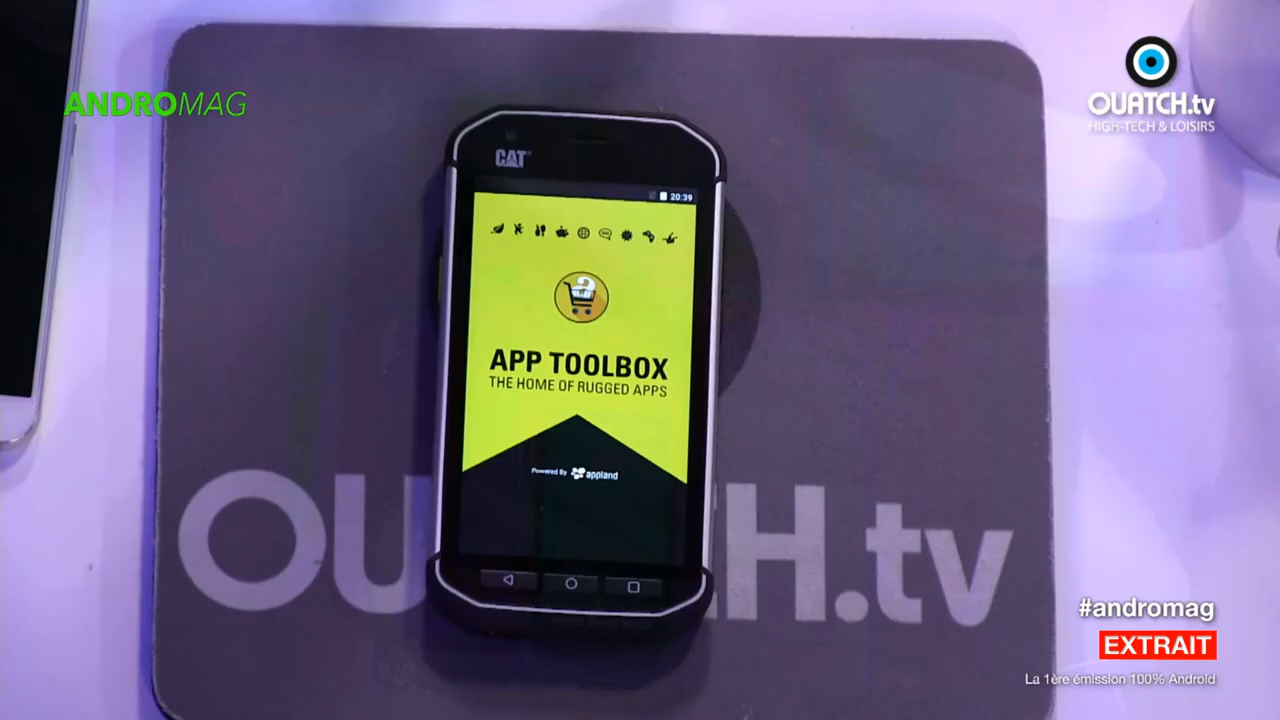 ANDROMAG
OUATCH.tv
HIGH-TECH & LOISIRS
CAT
20:39
APP TOOLBOX
THE HOME OF RUGGED APPS
Powered By appland
OU H.tv
#andromag
EXTRAIT
La 1ère émission 100% Android